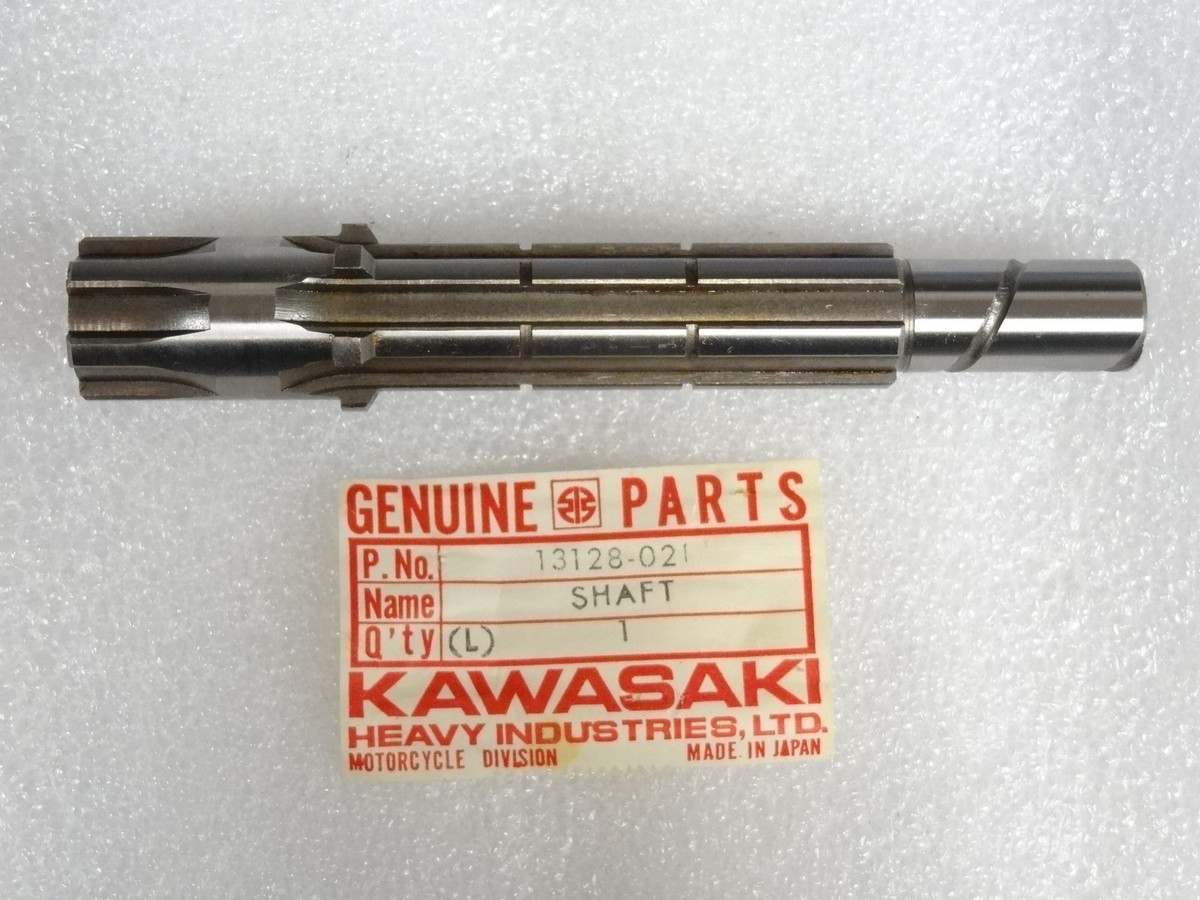 GENUINE PARTS
P. No. 13128-021
Name SHAFT
Q'ty (L) 1
KAWASAKI
HEAVY INDUSTRIES, LTD.
MOTORCYCLE DIVISION MADE IN JAPAN